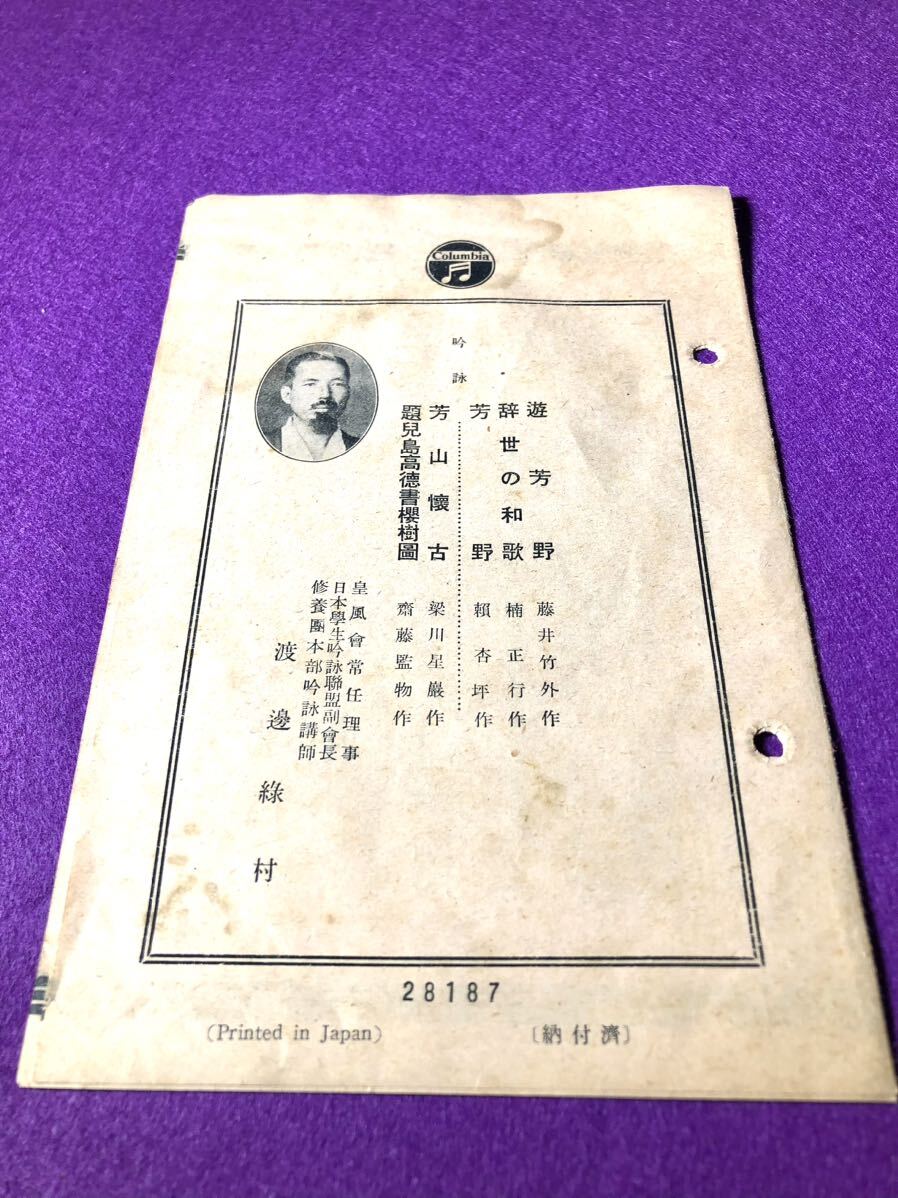 Columbia
吟詠
遊芳野 藤井竹外作
辞世の和歌 楠正行作
芳野 頼杏坪作
芳山懷古 梁川星巖作
題兒島高德書櫻樹圖 齋藤監物作
皇風會常任理事
日本學生吟詠聯盟副會長
修養團本部吟詠講師
渡邊綠村
28187
(Printed in Japan)
〔納付濟〕